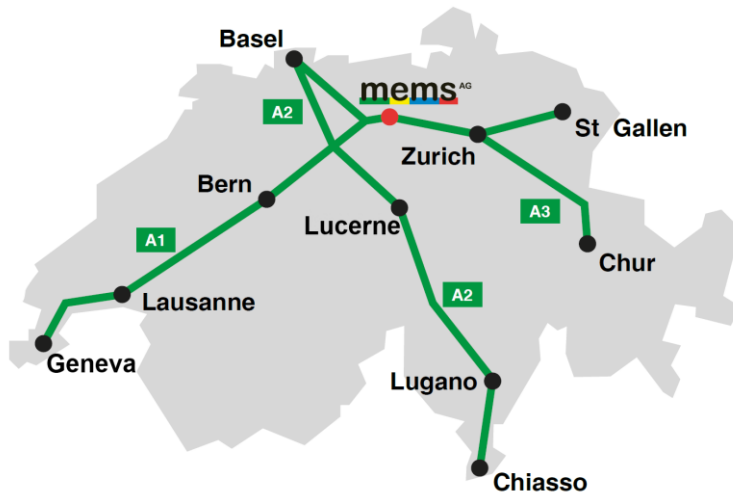 Basel
mems AG
A2
St Gallen
Zurich
Bern
A3
Lucerne
A1
Chur
Lausanne
A2
Geneva
Lugano
Chiasso